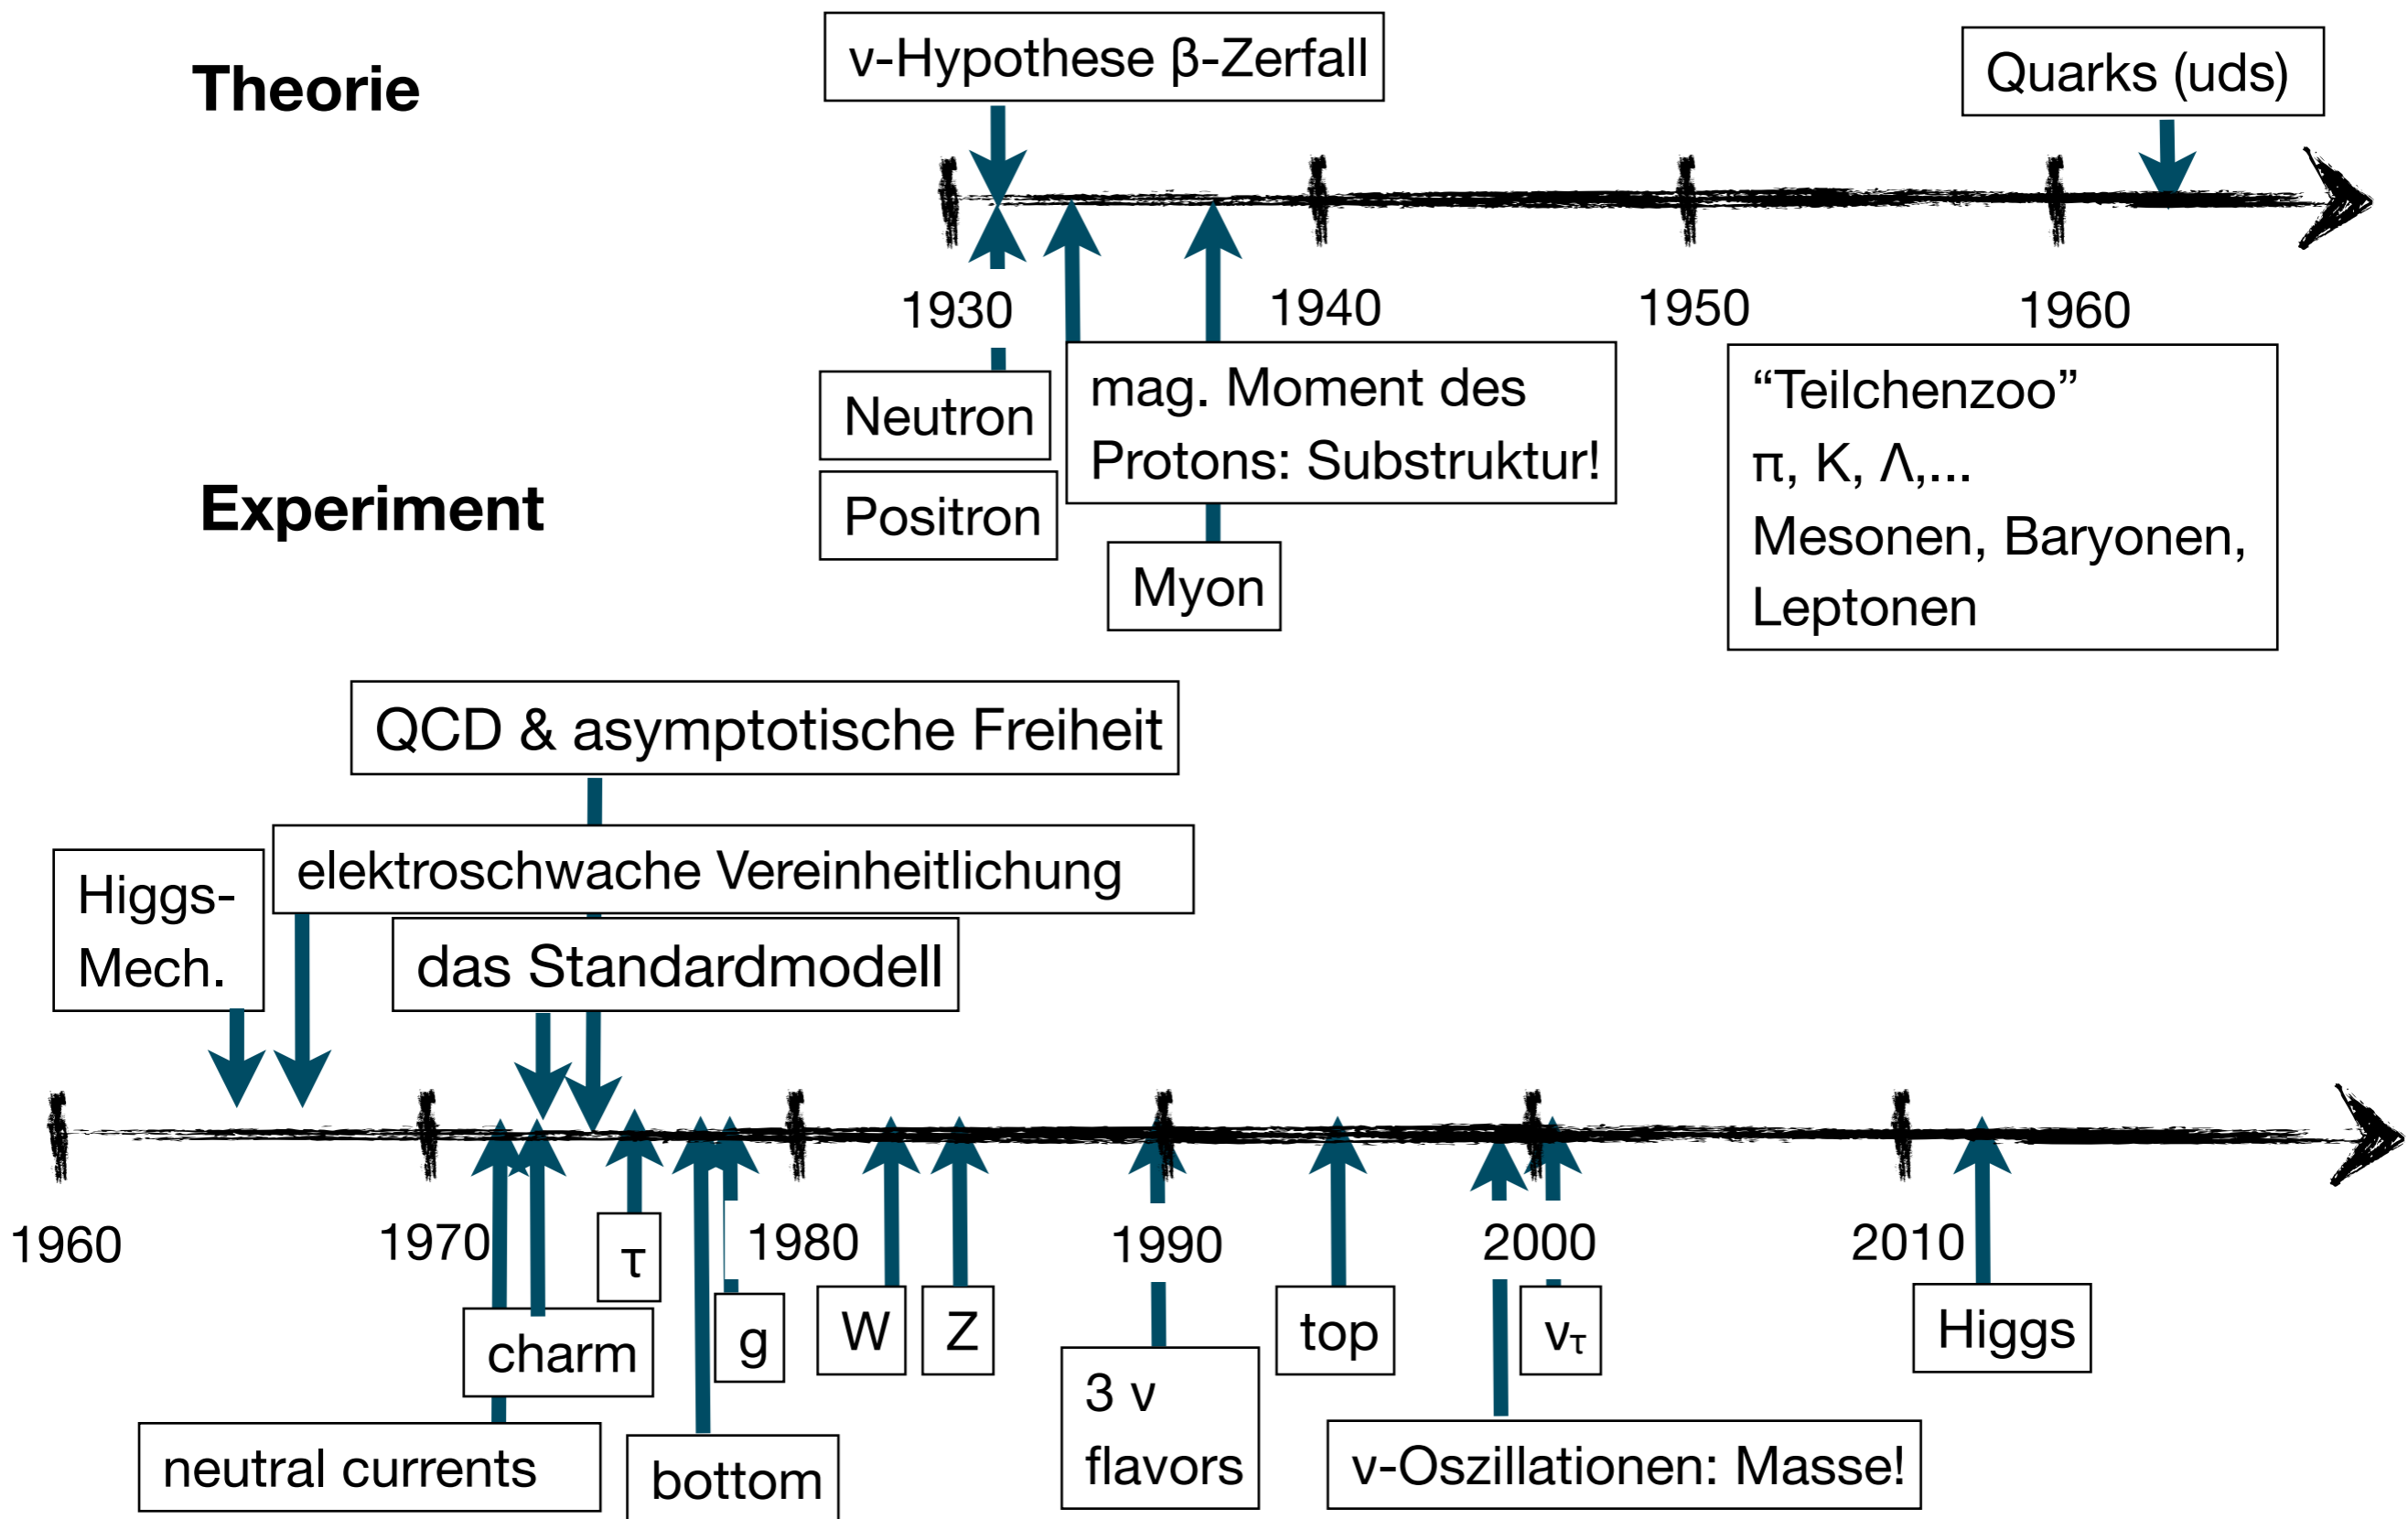 Theorie
ν-Hypothese β-Zerfall
Quarks (uds)
1930
1940
1950
1960
Neutron
Positron
mag. Moment des
Protons: Substruktur!
Myon
“Teilchenzoo”
π, K, Λ,...
Mesonen, Baryonen,
Leptonen
Experiment
QCD & asymptotische Freiheit
elektroschwache Vereinheitlichung
Higgs-
Mech.
das Standardmodell
1960
1970
1980
1990
2000
2010
τ
charm
g
W
Z
top
ντ
Higgs
neutral currents
bottom
3 ν
flavors
ν-Oszillationen: Masse!